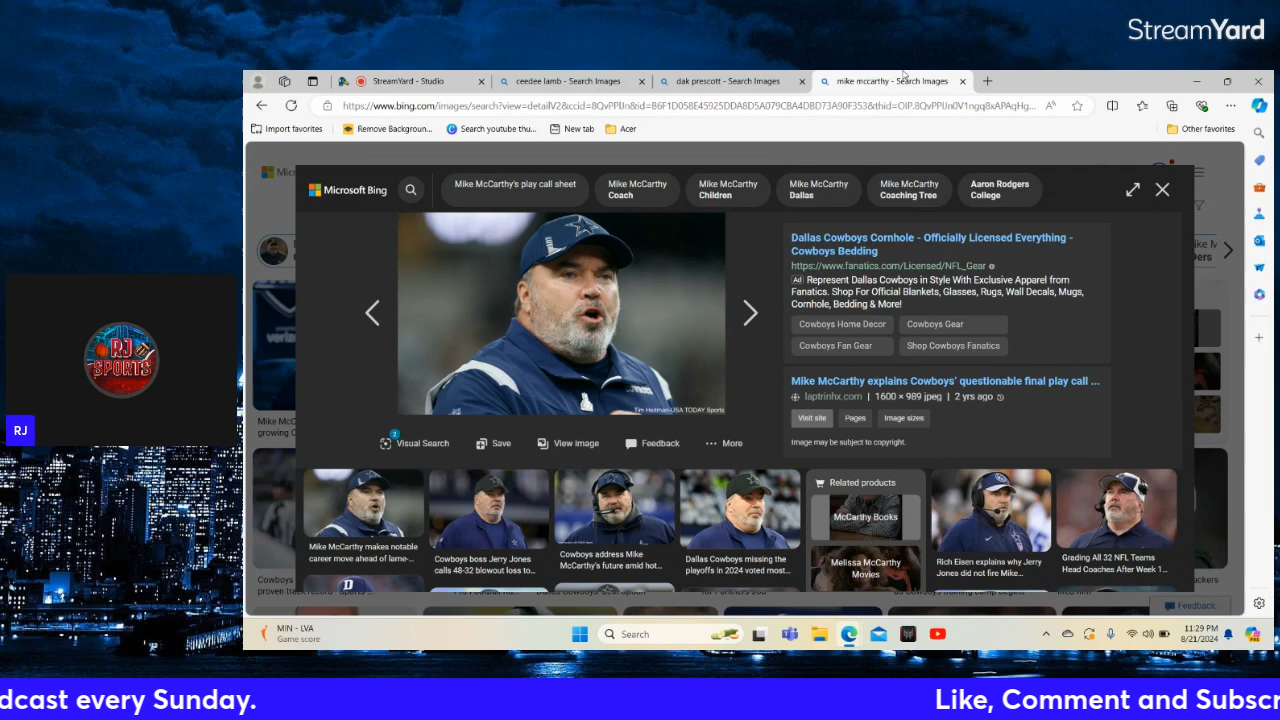 StreamYard
StreamYard - Studio
ceedee lamb - Search Images
dak prescott - Search Images
mike mccarthy - Search Images
Import favorites
Remove Backgroun...
Search youtube thu...
New tab
Acer
Other favorites
Microsoft Bing
Mike McCarthy's play call sheet
Mike McCarthy
Coach
Mike McCarthy
Children
Mike McCarthy
Dallas
Mike McCarthy
Coaching Tree
Aaron Rodgers
College
Dallas Cowboys Cornhole - Officially Licensed Everything -
Cowboys Bedding
https://www.fanatics.com/Licensed/NFL_Gear
Ad Represent Dallas Cowboys in Style With Exclusive Apparel from
Fanatics. Shop For Official Blankets, Glasses, Rugs, Wall Decals, Mugs,
Cornhole, Bedding & More!
Cowboys Home Decor
Cowboys Gear
Cowboys Fan Gear
Shop Cowboys Fanatics
Mike McCarthy explains Cowboys' questionable final play call ...
laptrinhx.com | 1600 × 989 jpeg | 2 yrs ago
Visit site
Pages
Image sizes
Image may be subject to copyright.
2
Visual Search
Save
View image
Feedback
More
Mike McCarthy makes notable
career move ahead of lame-...
Cowboys boss Jerry Jones
calls 48-32 blowout loss to...
Cowboys address Mike
McCarthy's future amid hot...
Dallas Cowboys missing the
playoffs in 2024 voted most...
Related products
McCarthy Books
Melissa McCarthy
Movies
Rich Eisen explains why Jerry
Jones did not fire Mike...
Grading All 32 NFL Teams
Head Coaches After Week 1...
Feedback
RJ
SPORTS
RJ
MIN - LVA
Game score
Search
11:29 PM
8/21/2024
dcast every Sunday.
Like, Comment and Subscr